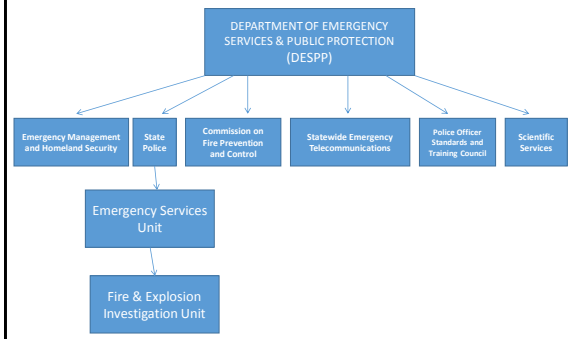 DEPARTMENT OF EMERGENCY
SERVICES & PUBLIC PROTECTION
(DESPP)
Emergency Management
and Homeland Security
State
Police
Commission on
Fire Prevention
and Control
Statewide Emergency
Telecommunications
Police Officer
Standards and
Training Council
Scientific
Services
Emergency Services
Unit
Fire & Explosion
Investigation Unit